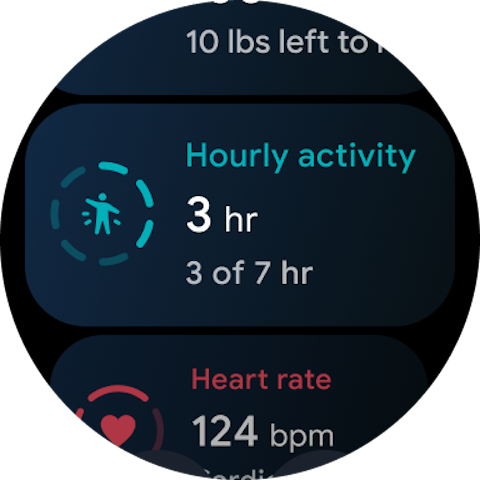 10 lbs left to
Hourly activity
3 hr
3 of 7 hr
Heart rate
124 bpm